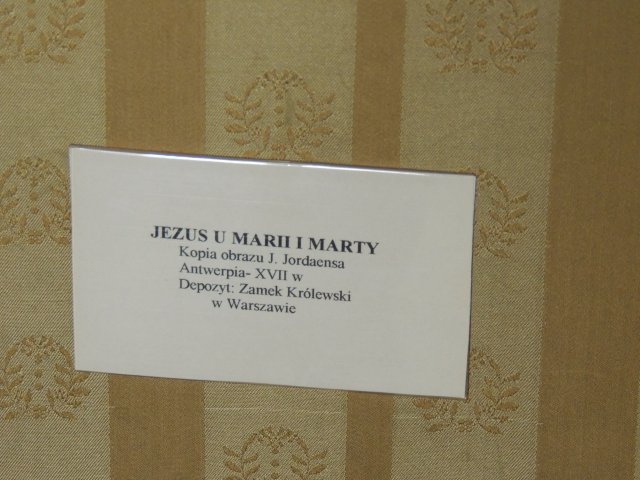 JEZUS U MARII I MARTY
Kopia obrazu J. Jordaensa
Antwerpia- XVII w
Depozyt: Zamek Królewski
w Warszawie